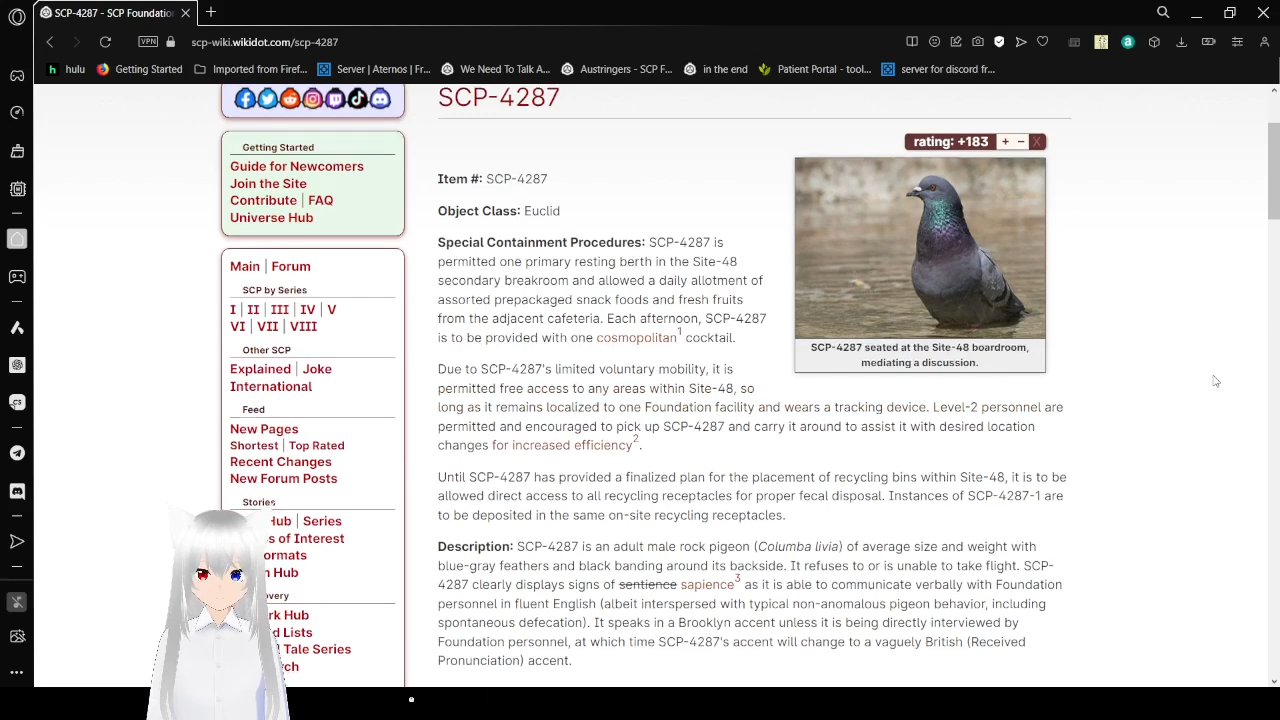 SCP-4287 - SCP Foundatio
VPN
scp-wiki.wikidot.com/scp-4287
hulu
Getting Started
Imported from Firef...
Server | Aternos | Fr...
We Need To Talk A...
Austringers - SCP F...
in the end
Patient Portal - tool...
server for discord fr...
SCP-4287
rating: +183 + − X
Getting Started
Guide for Newcomers
Join the Site
Contribute | FAQ
Universe Hub
Main | Forum
SCP by Series
I | II | III | IV | V
VI | VII | VIII
Other SCP
Explained | Joke
International
Feed
New Pages
Shortest | Top Rated
Recent Changes
New Forum Posts
Stories
Hub | Series
s of Interest
ormats
n Hub
overy
rk Hub
d Lists
Tale Series
rch
Item #: SCP-4287
Object Class: Euclid
Special Containment Procedures: SCP-4287 is
permitted one primary resting berth in the Site-48
secondary breakroom and allowed a daily allotment of
assorted prepackaged snack foods and fresh fruits
from the adjacent cafeteria. Each afternoon, SCP-4287
is to be provided with one cosmopolitan1 cocktail.
SCP-4287 seated at the Site-48 boardroom,
mediating a discussion.
Due to SCP-4287's limited voluntary mobility, it is
permitted free access to any areas within Site-48, so
long as it remains localized to one Foundation facility and wears a tracking device. Level-2 personnel are
permitted and encouraged to pick up SCP-4287 and carry it around to assist it with desired location
changes for increased efficiency2.
Until SCP-4287 has provided a finalized plan for the placement of recycling bins within Site-48, it is to be
allowed direct access to all recycling receptacles for proper fecal disposal. Instances of SCP-4287-1 are
to be deposited in the same on-site recycling receptacles.
Description: SCP-4287 is an adult male rock pigeon (Columba livia) of average size and weight with
blue-gray feathers and black banding around its backside. It refuses to or is unable to take flight. SCP-
4287 clearly displays signs of sentience sapience3 as it is able to communicate verbally with Foundation
personnel in fluent English (albeit interspersed with typical non-anomalous pigeon behavior, including
spontaneous defecation). It speaks in a Brooklyn accent unless it is being directly interviewed by
Foundation personnel, at which time SCP-4287's accent will change to a vaguely British (Received
Pronunciation) accent.